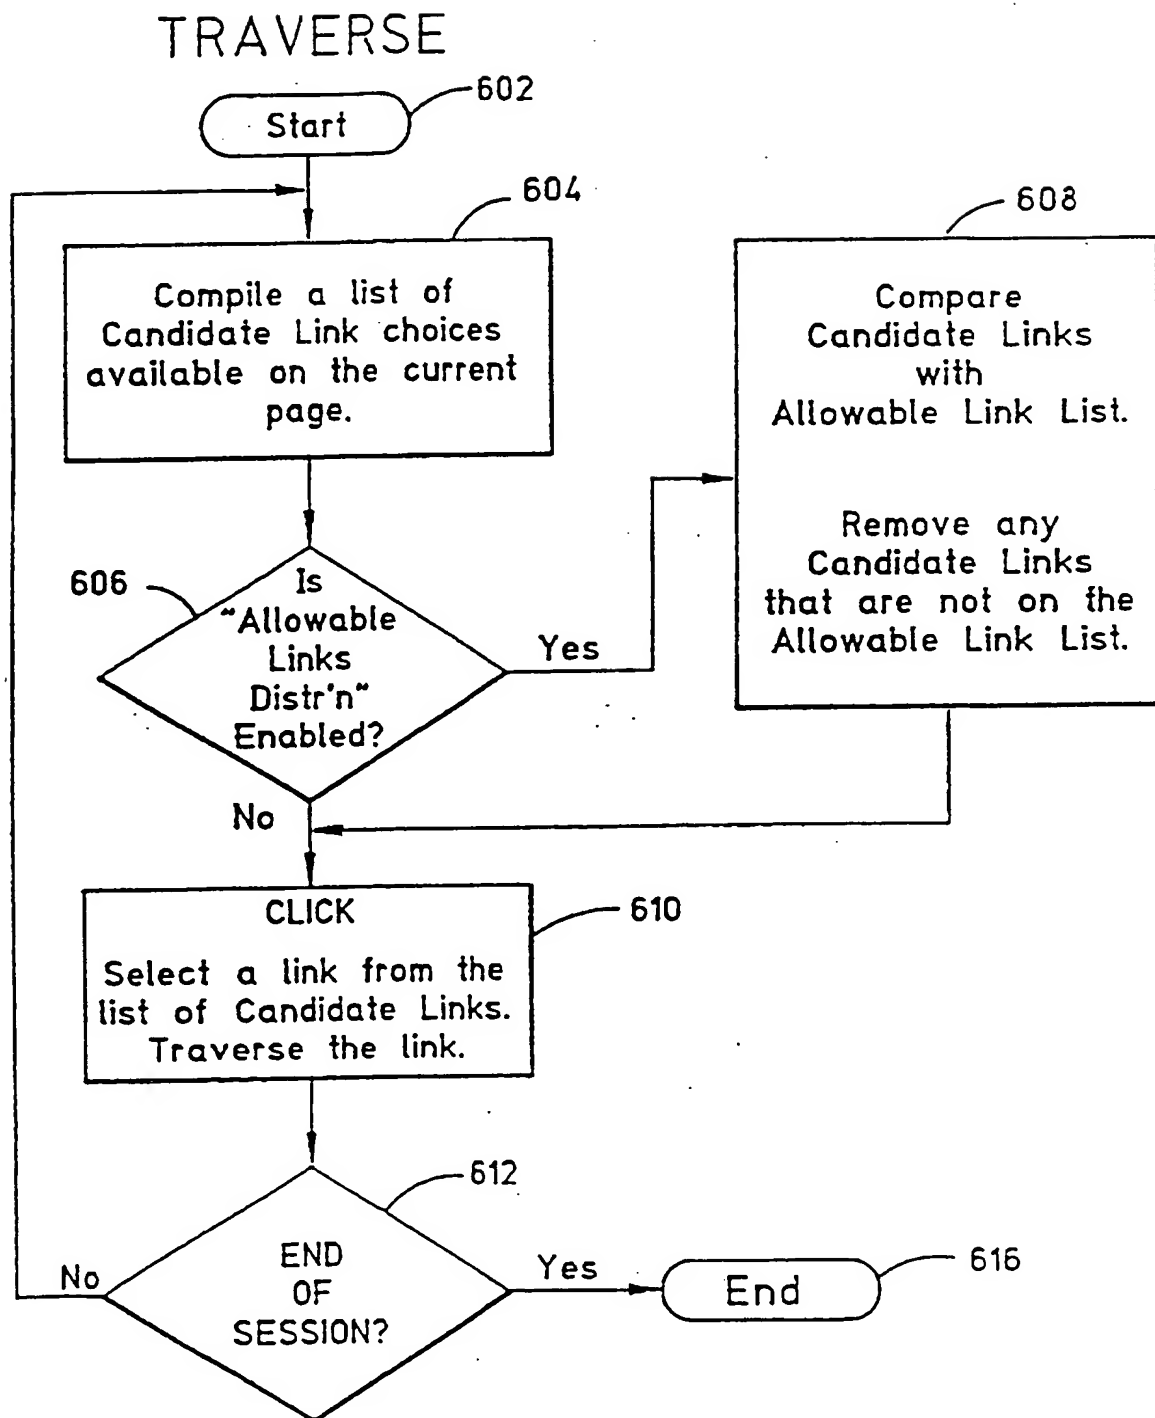 TRAVERSE
602
Start
604
Compile a list of
Candidate Link choices
available on the current
page.
608
Compare
Candidate Links
with
Allowable Link List.
Remove any
Candidate Links
that are not on the
Allowable Link List.
606
Is
"Allowable
Links
Distr'n"
Enabled?
Yes
No
CLICK
610
Select a link from the
list of Candidate Links.
Traverse the link.
612
END
OF
SESSION?
No
Yes
End
616